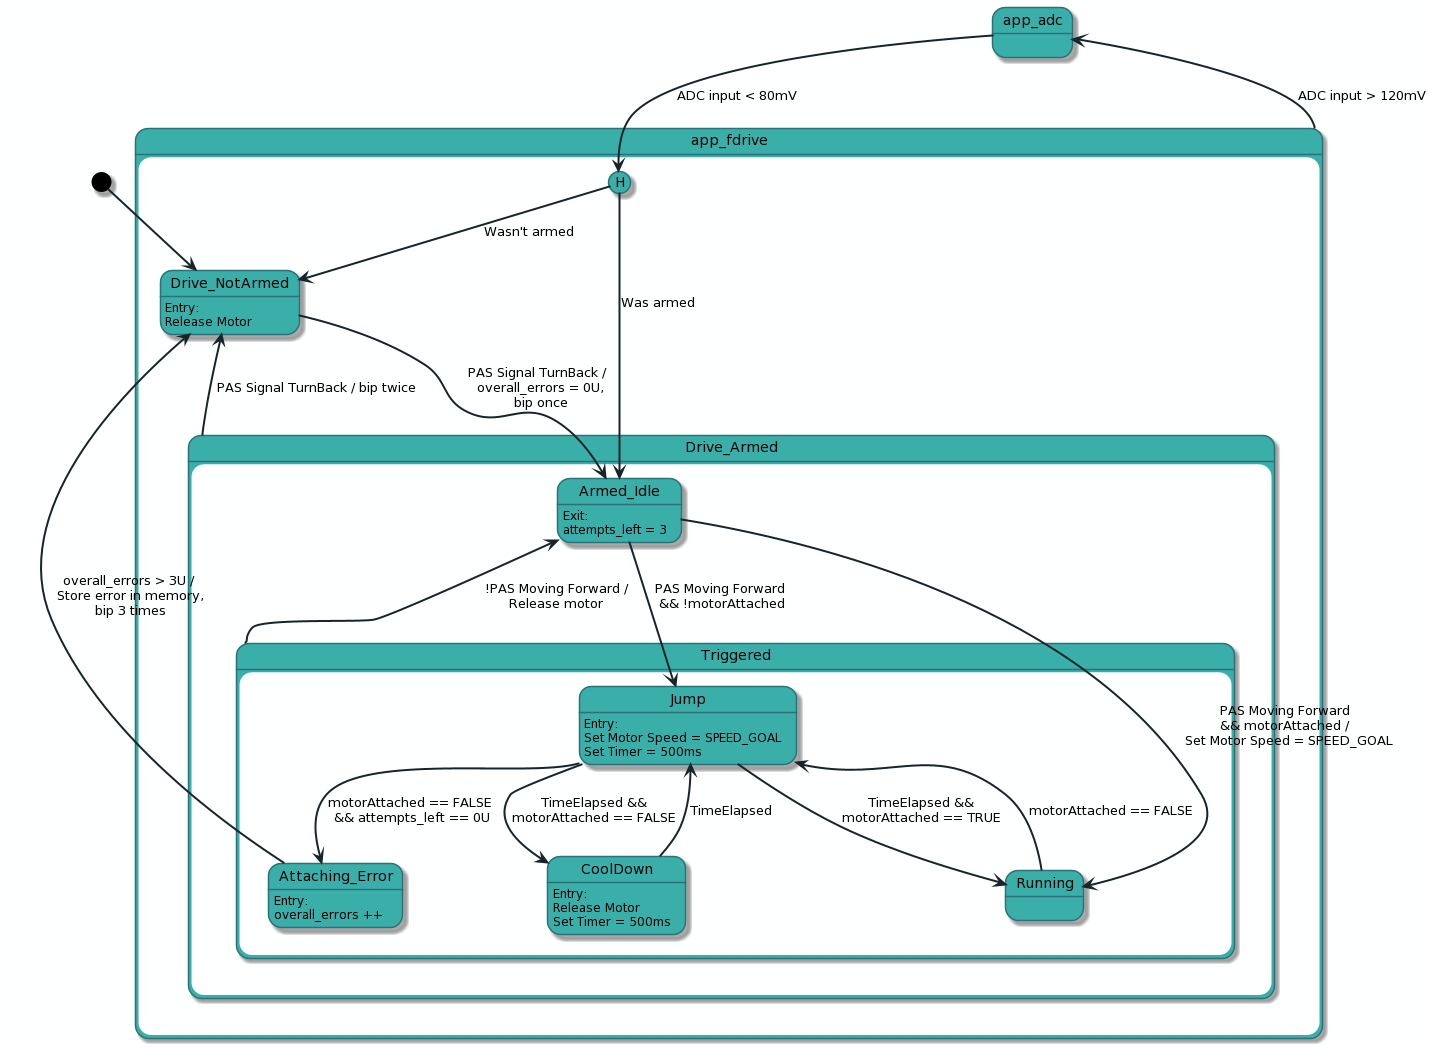 app_adc
ADC input < 80mV
ADC input > 120mV
app_fdrive
H
Wasn't armed
Drive_NotArmed
Entry:
Release Motor
Was armed
PAS Signal TurnBack / bip twice
PAS Signal TurnBack /
overall_errors = 0U,
bip once
Drive_Armed
Armed_Idle
Exit:
attempts_left = 3
overall_errors > 3U /
Store error in memory,
bip 3 times
!PAS Moving Forward /
Release motor
PAS Moving Forward
&& !motorAttached
Triggered
PAS Moving Forward
&& motorAttached /
Set Motor Speed = SPEED_GOAL
Jump
Entry:
Set Motor Speed = SPEED_GOAL
Set Timer = 500ms
motorAttached == FALSE
&& attempts_left == 0U
TimeElapsed &&
motorAttached == FALSE
TimeElapsed
TimeElapsed &&
motorAttached == TRUE
motorAttached == FALSE
Attaching_Error
Entry:
overall_errors ++
CoolDown
Entry:
Release Motor
Set Timer = 500ms
Running